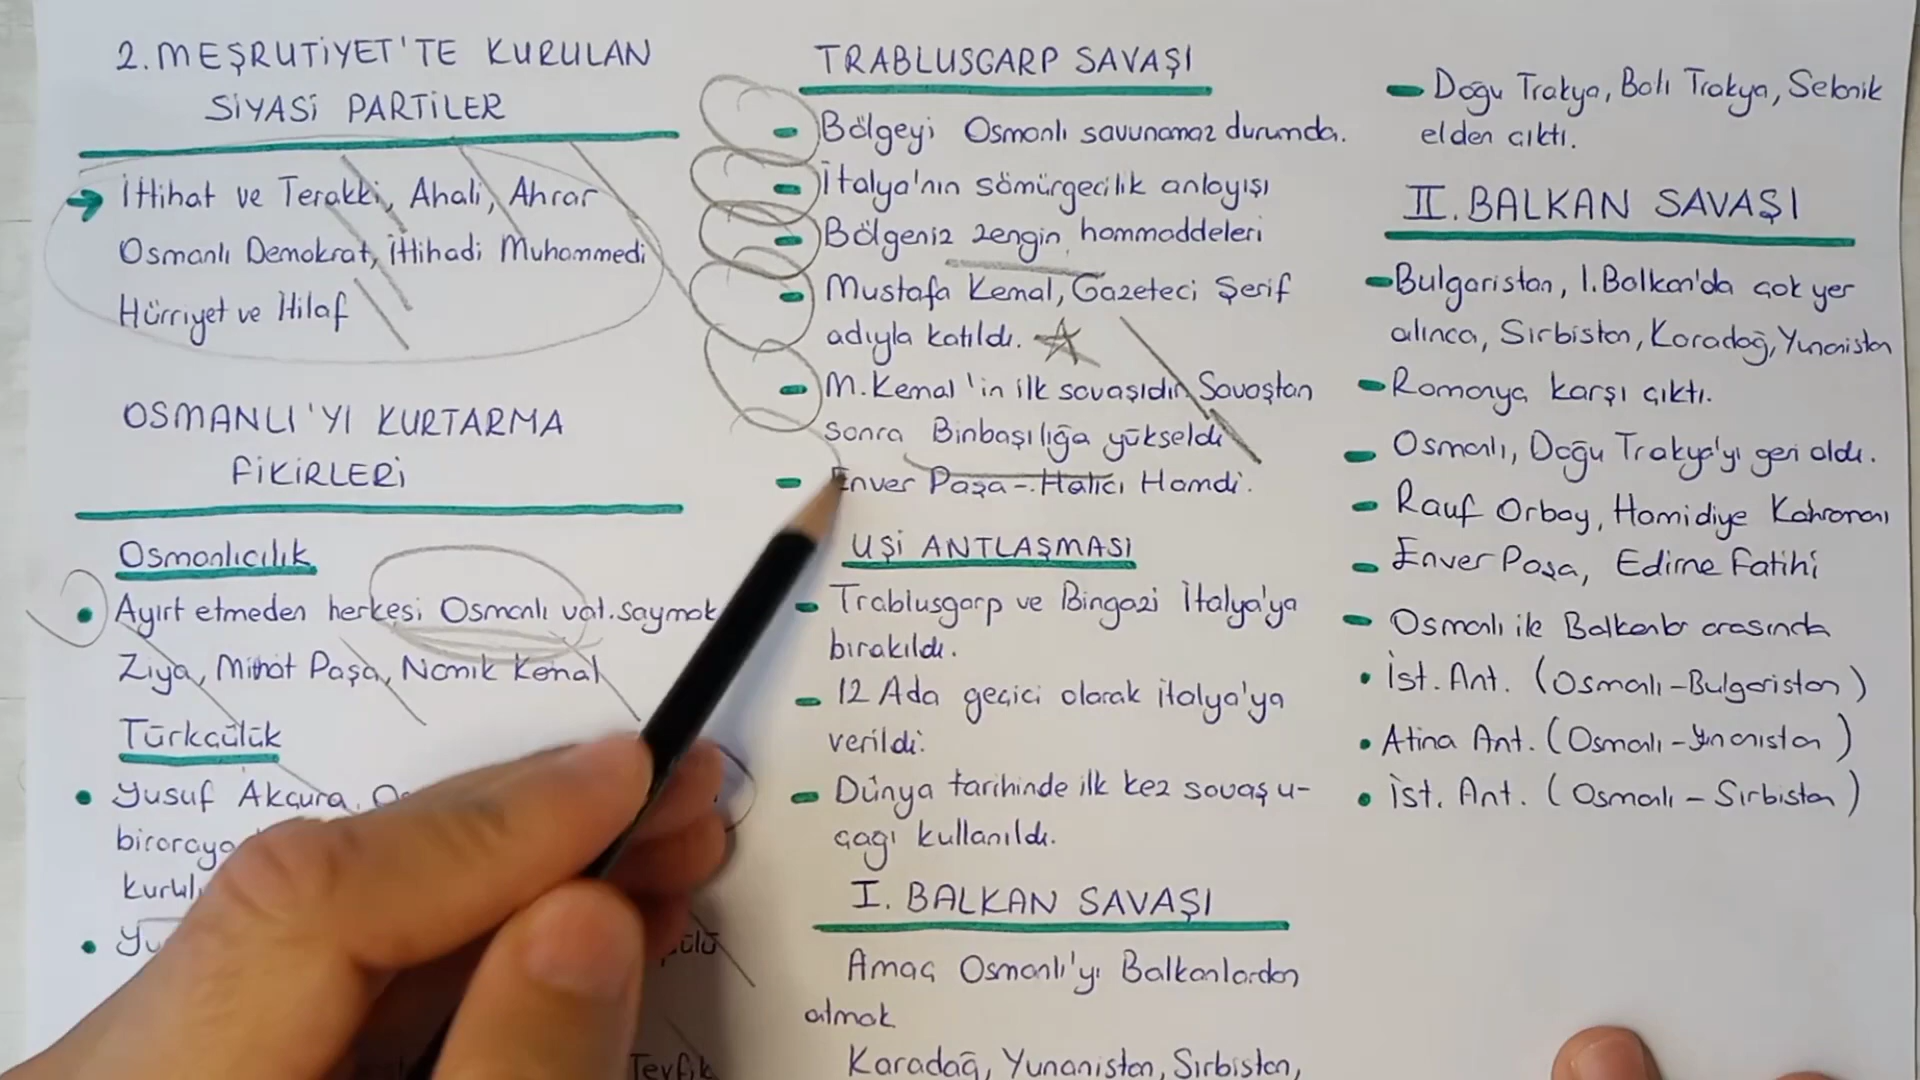 2. MEŞRUTİYET'TE KURULAN
SİYASİ PARTİLER
İttihat ve Terakki, Ahali, Ahrar
Osmanlı Demokrat, İttihadi Muhammedi
Hürriyet ve Hilaf
OSMANLI'YI KURTARMA
FİKİRLERİ
Osmanlıcılık
Ayırt etmeden herkesi Osmanlı vat. saymak
Ziya, Mithat Paşa, Namık Kemal
Türkçülük
Yusuf Akçura,
biraraya
TRABLUSGARP SAVAŞI
Bölgeyi Osmanlı savunamaz durumda.
İtalya'nın sömürgecilik anlayışı
Bölgeniz zengin hammaddeleri
Mustafa Kemal, Gazeteci Şerif
adıyla katıldı.
M. Kemal'in ilk savaşıdır. Savaştan
sonra Binbaşılığa yükseldi
Enver Paşa - Halıcı Hamdi.
UŞİ ANTLAŞMASI
Trablusgarp ve Bingazi İtalya'ya
bırakıldı.
12 Ada geçici olarak İtalya'ya
verildi.
Dünya tarihinde ilk kez savaş u-
çağı kullanıldı.
I. BALKAN SAVAŞI
Amaç Osmanlı'yı Balkanlardan
atmak
Karadağ, Yunanistan, Sırbistan,
Doğu Trakya, Batı Trakya, Selanik
elden çıktı.
II. BALKAN SAVAŞI
Bulgaristan, 1. Balkan'da çok yer
alınca, Sırbistan, Karadağ, Yunanistan
Romanya karşı çıktı.
Osmanlı, Doğu Trakya'yı geri aldı.
Rauf Orbay, Hamidiye Kahramanı
Enver Paşa, Edirne Fatihi
Osmanlı ile Balkanlar arasında
İst. Ant. (Osmanlı - Bulgaristan)
Atina Ant. (Osmanlı - Yunanistan)
İst. Ant. (Osmanlı - Sırbistan)